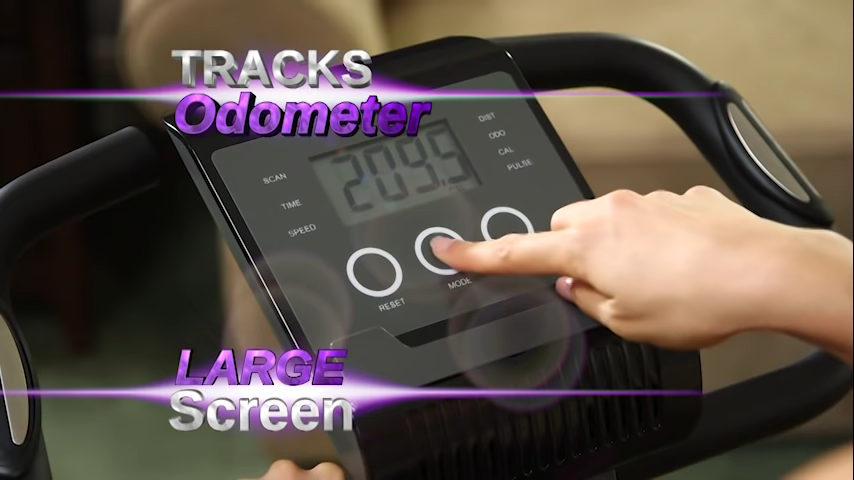 TRACKS
Odometer
SCAN
TIME
SPEED
209.5
DIST
ODO
CAL
PULSE
RESET
MODE
LARGE
Screen